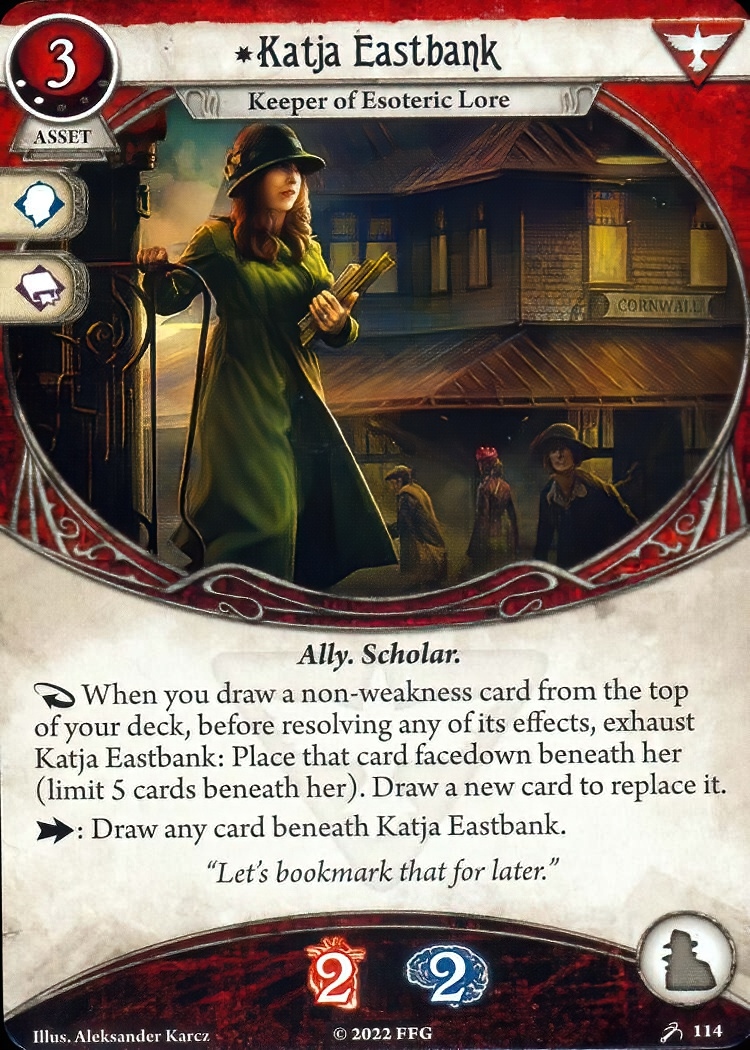 3
Katja Eastbank
Keeper of Esoteric Lore
ASSET
CORNWALL
Ally. Scholar.
When you draw a non-weakness card from the top
of your deck, before resolving any of its effects, exhaust
Katja Eastbank: Place that card facedown beneath her
(limit 5 cards beneath her). Draw a new card to replace it.
: Draw any card beneath Katja Eastbank.
“Let’s bookmark that for later.”
2 2
Illus. Aleksander Karcz
© 2022 FFG
114